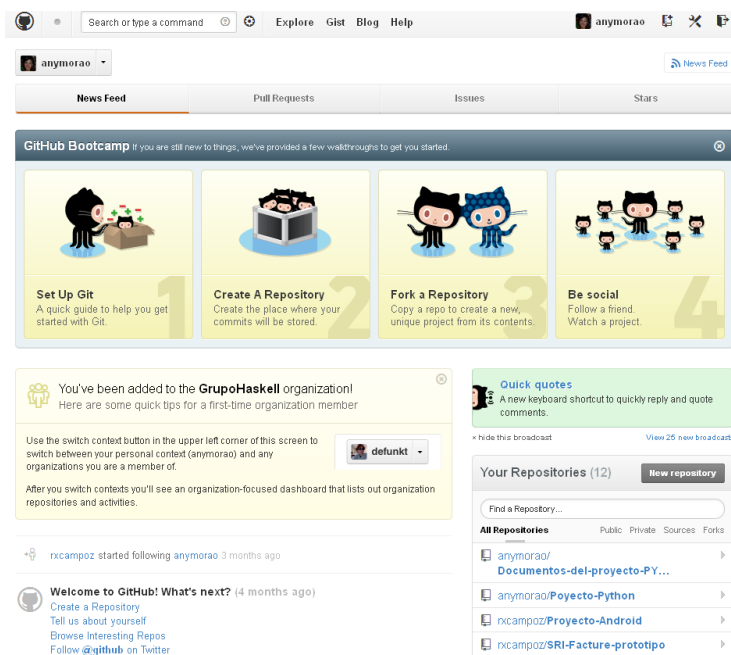 Search or type a command
Explore Gist Blog Help
anymorao
anymorao
News Feed
News Feed
Pull Requests
Issues
Stars
GitHub Bootcamp If you are still new to things, we've provided a few walkthroughs to get you started.
1
Set Up Git
A quick guide to help you get
started with Git.
2
Create A Repository
Create the place where your
commits will be stored.
3
Fork a Repository
Copy a repo to create a new,
unique project from its contents.
4
Be social
Follow a friend.
Watch a project.
You've been added to the GrupoHaskell organization!
Here are some quick tips for a first-time organization member
Use the switch context button in the upper left corner of this screen to
switch between your personal context (anymorao) and any
organizations you are a member of.
defunkt
After you switch contexts you'll see an organization-focused dashboard that lists out organization
repositories and activities.
rxcampoz started following anymorao 3 months ago
Welcome to GitHub! What's next? (4 months ago)
Create a Repository
Tell us about yourself
Browse Interesting Repos
Follow @github on Twitter
Quick quotes
A new keyboard shortcut to quickly reply and quote
comments.
× hide this broadcast
View 25 new broadcast
Your Repositories (12)
New repository
Find a Repository...
All Repositories
Public Private Sources Forks
anymorao/
Documentos-del-proyecto-PY...
anymorao/Poyecto-Python
rxcampoz/Proyecto-Android
rxcampoz/SRI-Facture-prototipo